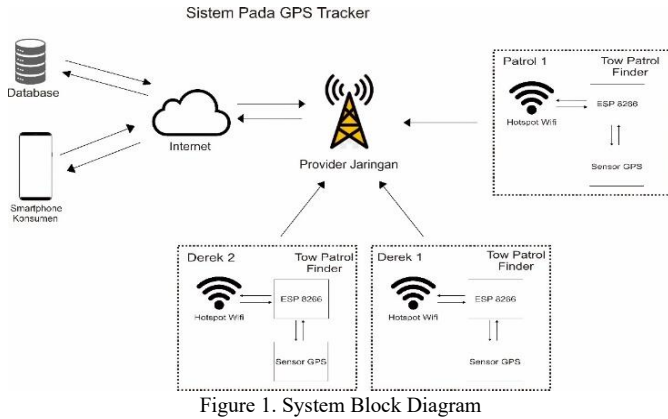 Sistem Pada GPS Tracker
Database
Smartphone
Konsumen
Internet
Provider Jaringan
Patrol 1
Tow Patrol
Finder
Hotspot Wifi
ESP 8266
Sensor GPS
Derek 2
Tow Patrol
Finder
Hotspot Wifi
ESP 8266
Sensor GPS
Derek 1
Tow Patrol
Finder
Hotspot Wifi
ESP 8266
Sensor GPS
Figure 1. System Block Diagram